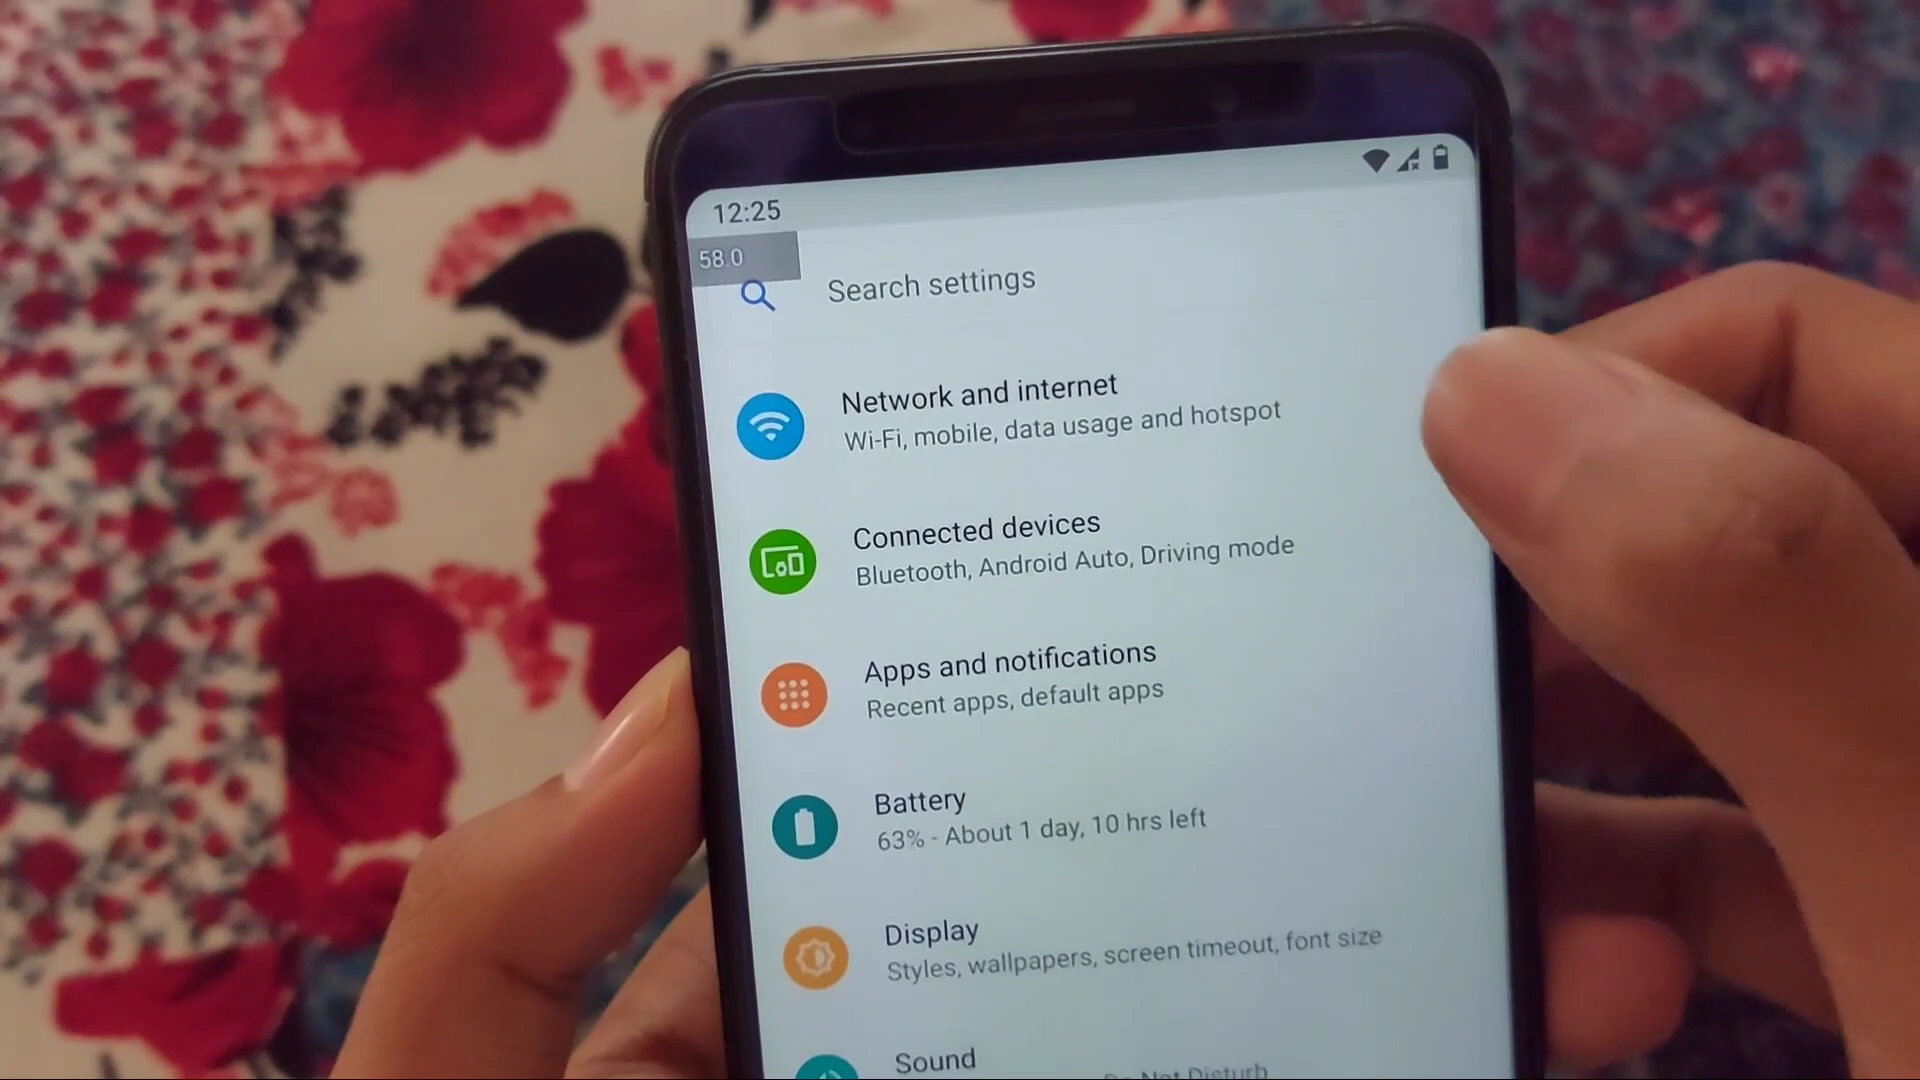 12:25
58.0
Search settings
Network and internet
Wi-Fi, mobile, data usage and hotspot
Connected devices
Bluetooth, Android Auto, Driving mode
Apps and notifications
Recent apps, default apps
Battery
63% - About 1 day, 10 hrs left
Display
Styles, wallpapers, screen timeout, font size
Sound
Do Not Disturb